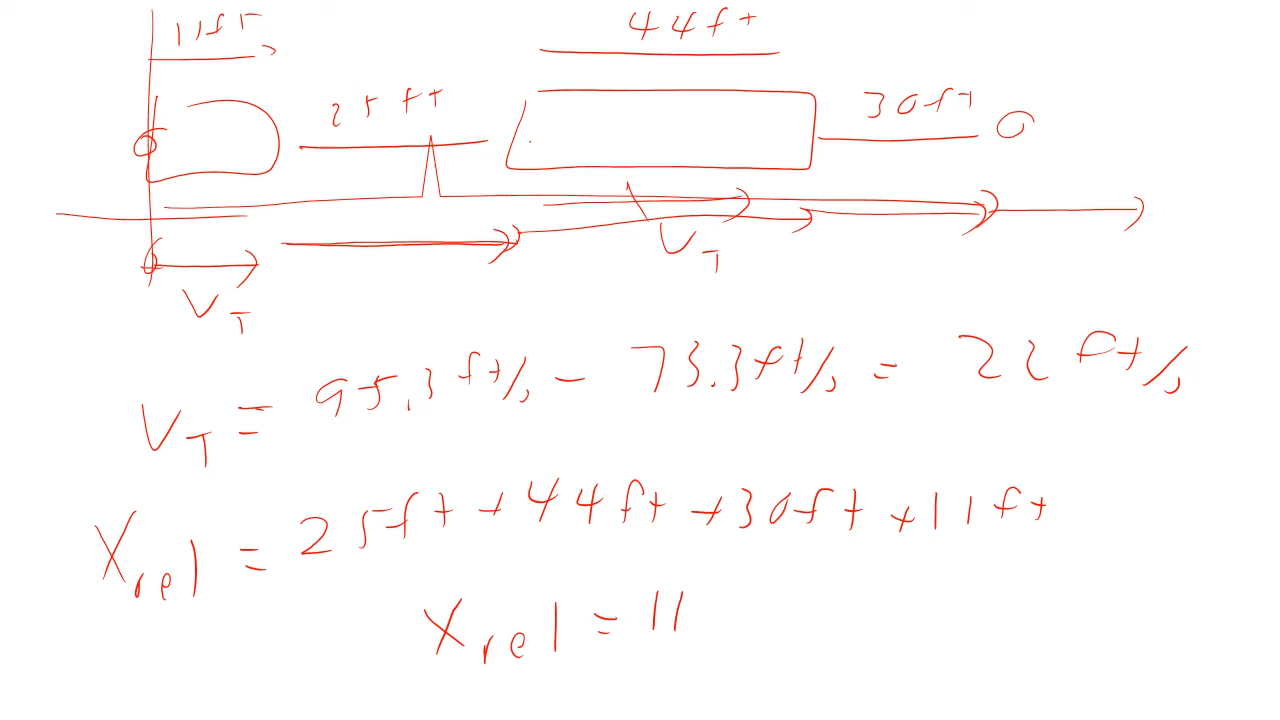 11ft
44ft
25ft
30ft
V_T
V_T
V_T = 95.3 ft/s - 73.3 ft/s = 22 ft/s
X_rel = 25ft + 44ft + 30ft + 11ft
X_rel = 11